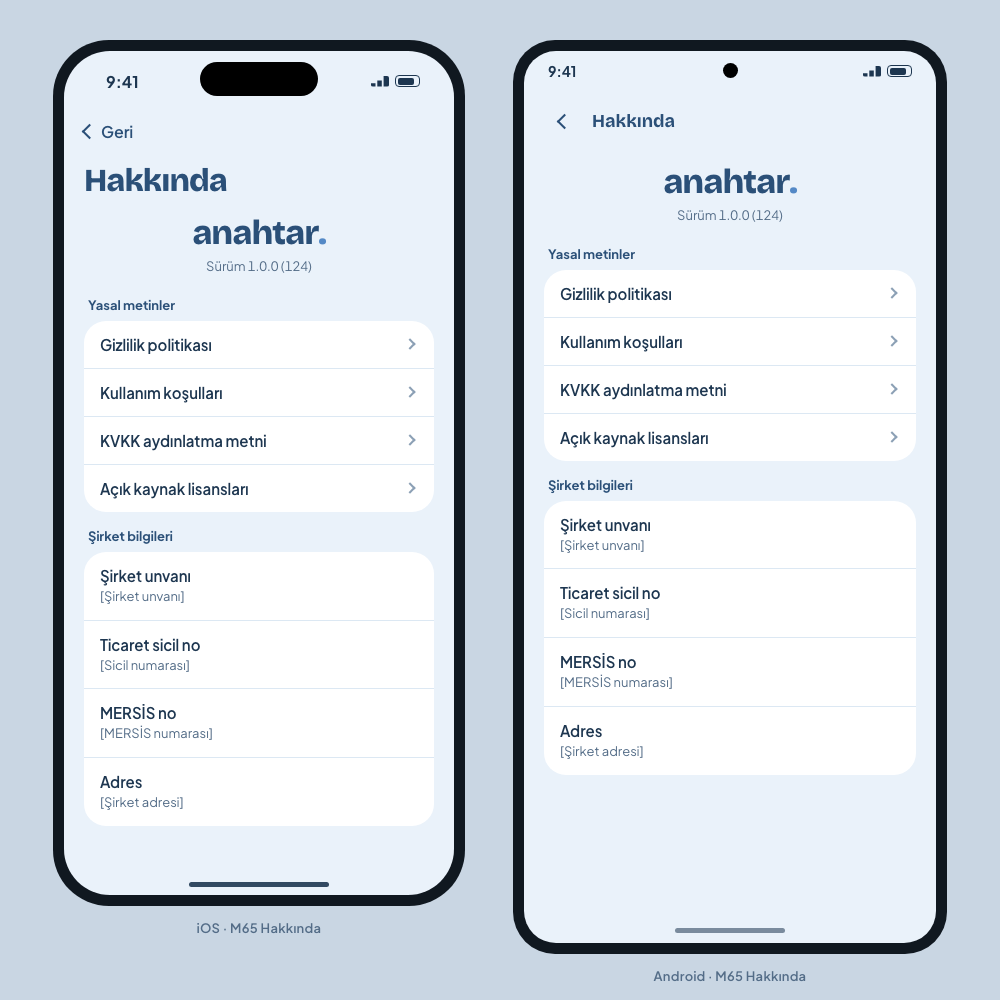 9:41
Geri
Hakkında
anahtar.
Sürüm 1.0.0 (124)
Yasal metinler
Gizlilik politikası
Kullanım koşulları
KVKK aydınlatma metni
Açık kaynak lisansları
Şirket bilgileri
Şirket unvanı
[Şirket unvanı]
Ticaret sicil no
[Sicil numarası]
MERSİS no
[MERSİS numarası]
Adres
[Şirket adresi]
iOS · M65 Hakkında
9:41
Hakkında
anahtar.
Sürüm 1.0.0 (124)
Yasal metinler
Gizlilik politikası
Kullanım koşulları
KVKK aydınlatma metni
Açık kaynak lisansları
Şirket bilgileri
Şirket unvanı
[Şirket unvanı]
Ticaret sicil no
[Sicil numarası]
MERSİS no
[MERSİS numarası]
Adres
[Şirket adresi]
Android · M65 Hakkında